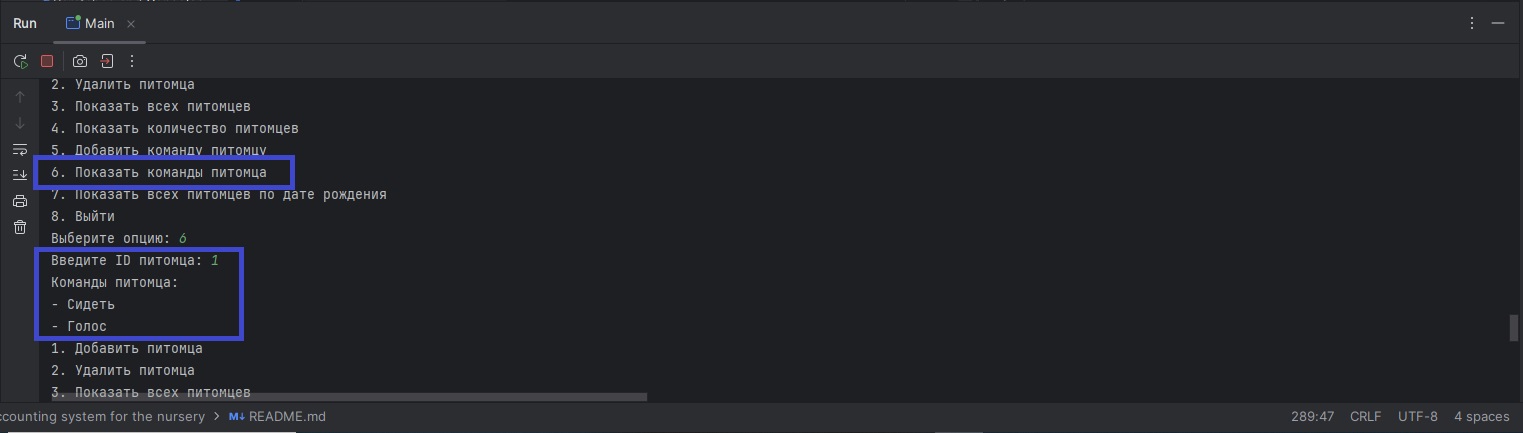 Run Main
2. Удалить питомца
3. Показать всех питомцев
4. Показать количество питомцев
5. Добавить команду питомцу
6. Показать команды питомца
7. Показать всех питомцев по дате рождения
8. Выйти
Выберите опцию: 6
Введите ID питомца: 1
Команды питомца:
- Сидеть
- Голос
1. Добавить питомца
2. Удалить питомца
3. Показать всех питомцев
ccounting system for the nursery > M↓ README.md 289:47 CRLF UTF-8 4 spaces